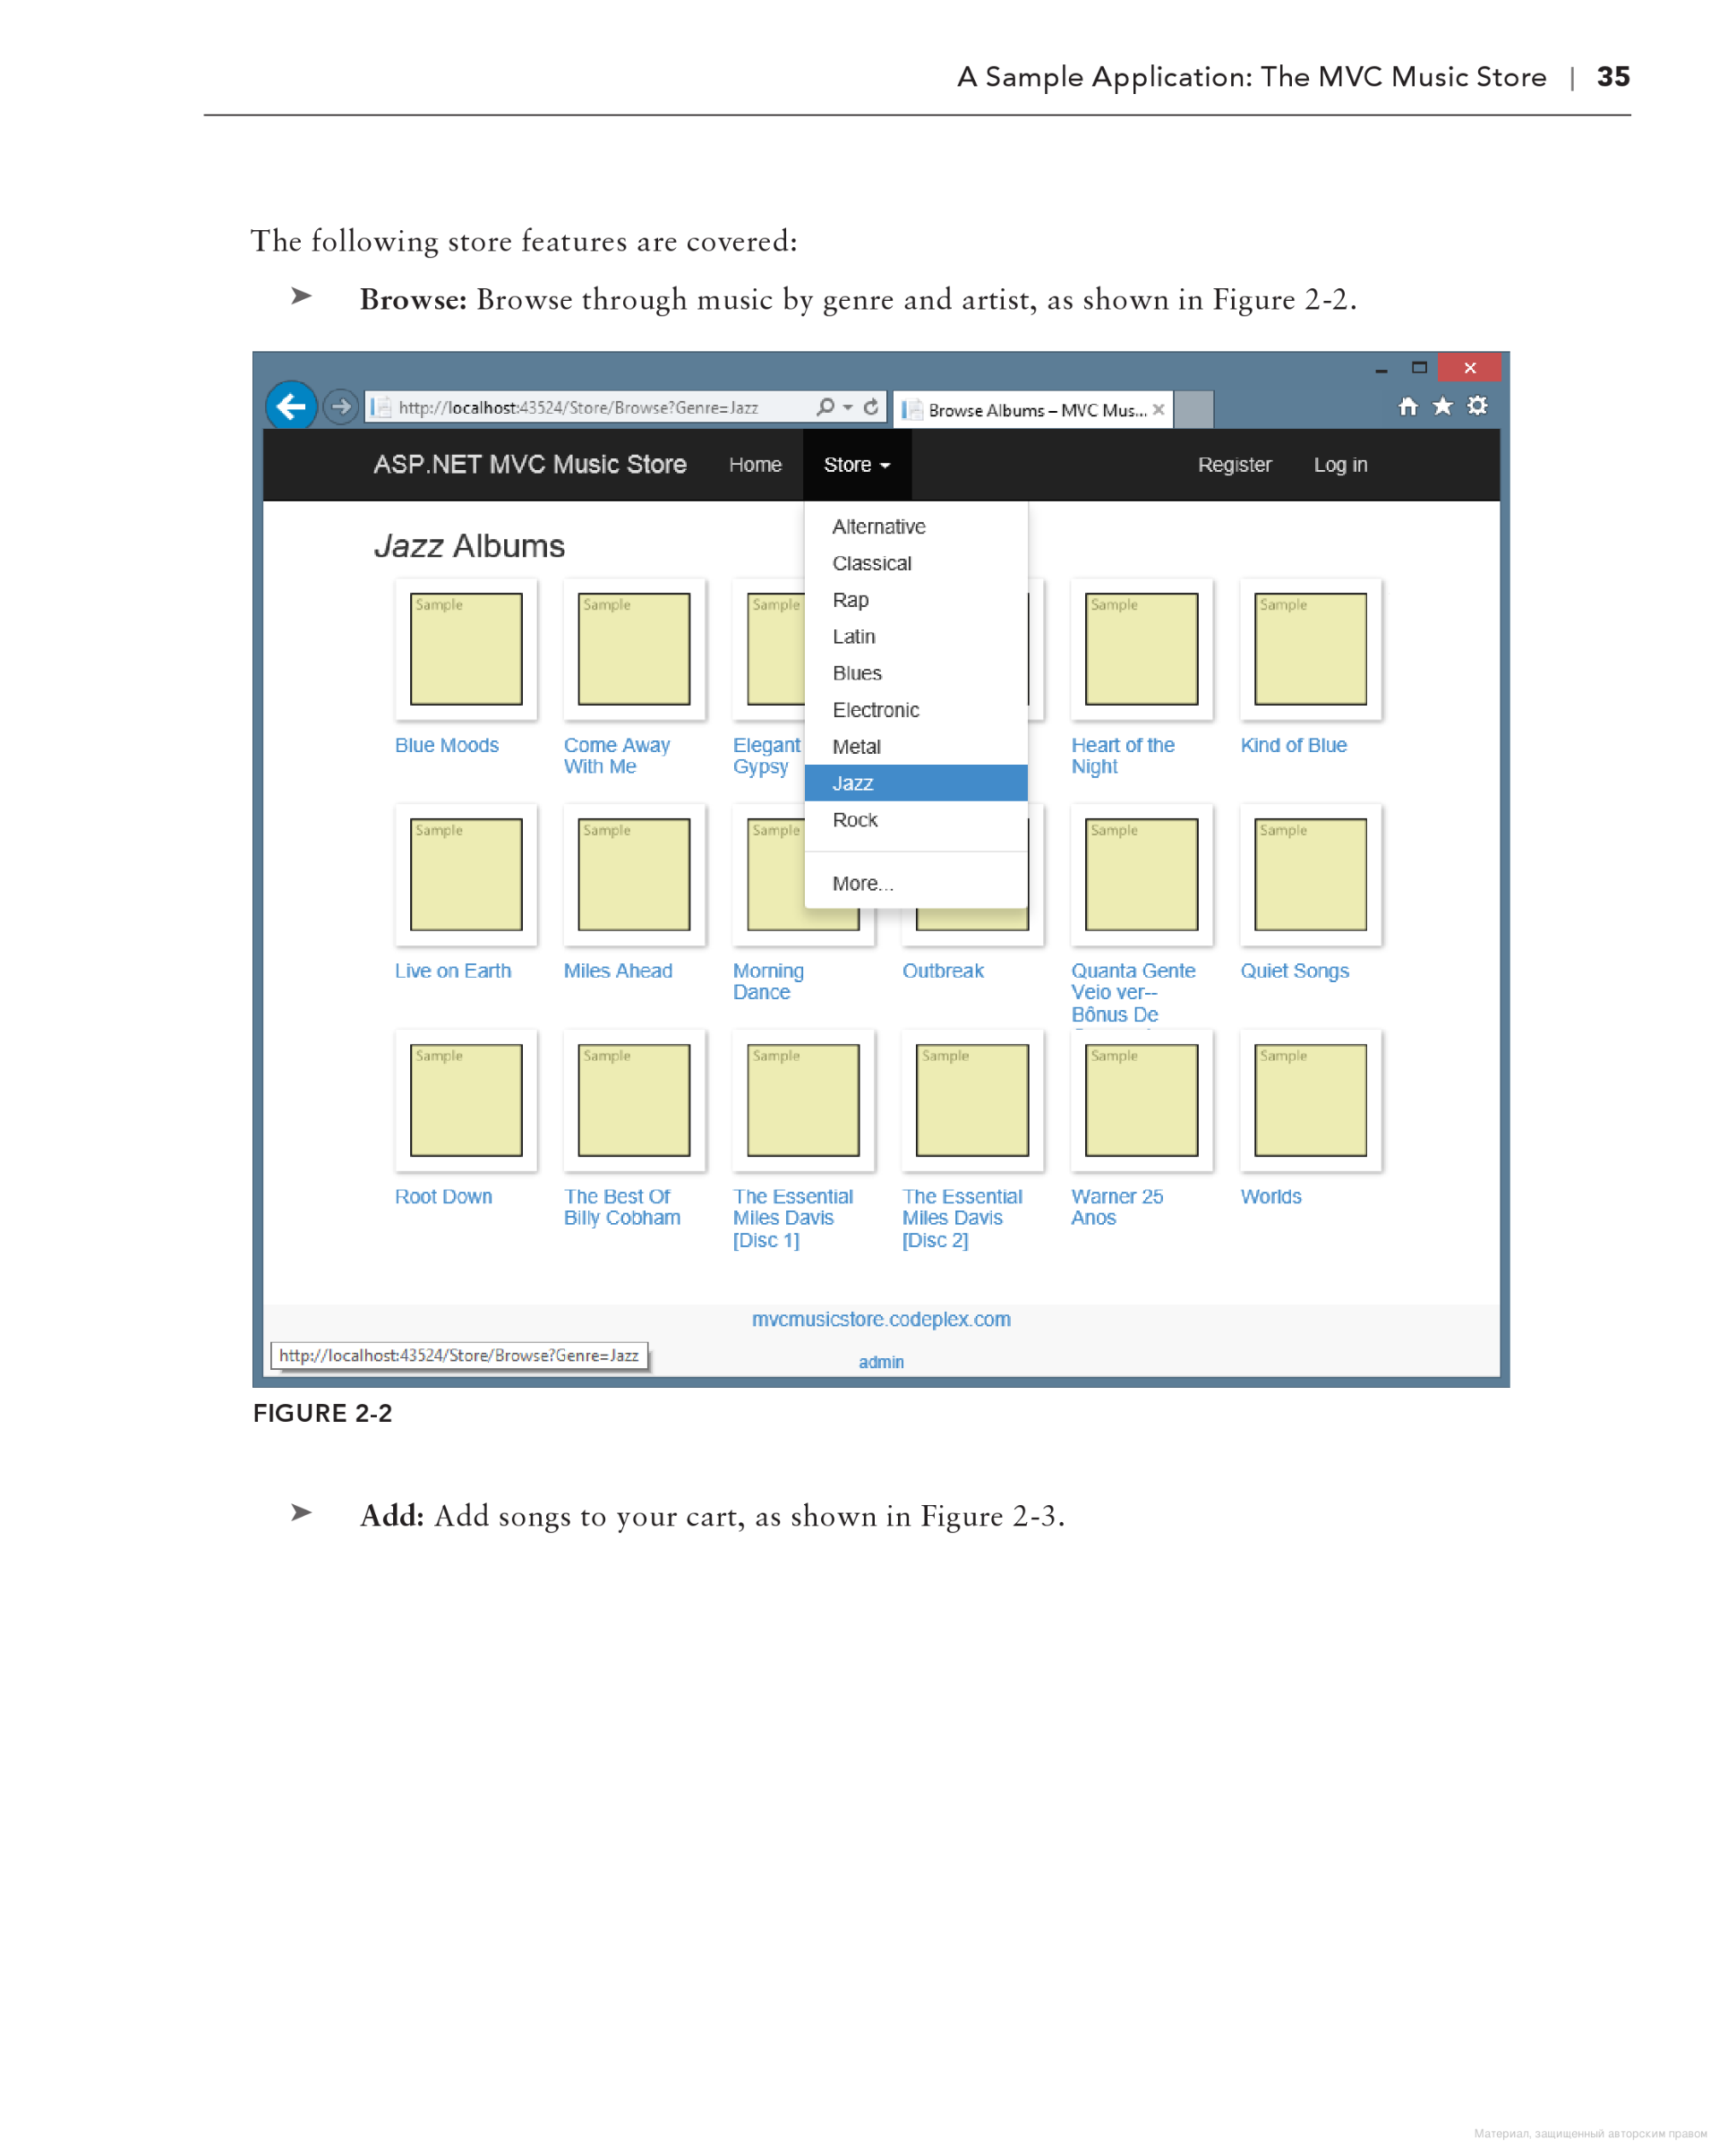 A Sample Application: The MVC Music Store | 35
The following store features are covered:
➤ Browse: Browse through music by genre and artist, as shown in Figure 2-2.
http://localhost:43524/Store/Browse?Genre=Jazz
Browse Albums – MVC Mus...
ASP.NET MVC Music Store Home Store Register Log in
Jazz Albums
Alternative
Classical
Rap
Latin
Blues
Electronic
Metal
Jazz
Rock
More...
Sample Sample Sample Sample Sample
Blue Moods
Come Away
With Me
Elegant
Gypsy
Heart of the
Night
Kind of Blue
Sample Sample Sample Sample Sample
Live on Earth
Miles Ahead
Morning
Dance
Outbreak
Quanta Gente
Veio ver--
Bônus De
Quiet Songs
Sample Sample Sample Sample Sample Sample
Root Down
The Best Of
Billy Cobham
The Essential
Miles Davis
[Disc 1]
The Essential
Miles Davis
[Disc 2]
Warner 25
Anos
Worlds
mvcmusicstore.codeplex.com
http://localhost:43524/Store/Browse?Genre=Jazz
admin
FIGURE 2-2
➤ Add: Add songs to your cart, as shown in Figure 2-3.
Материал, защищенный авторским правом